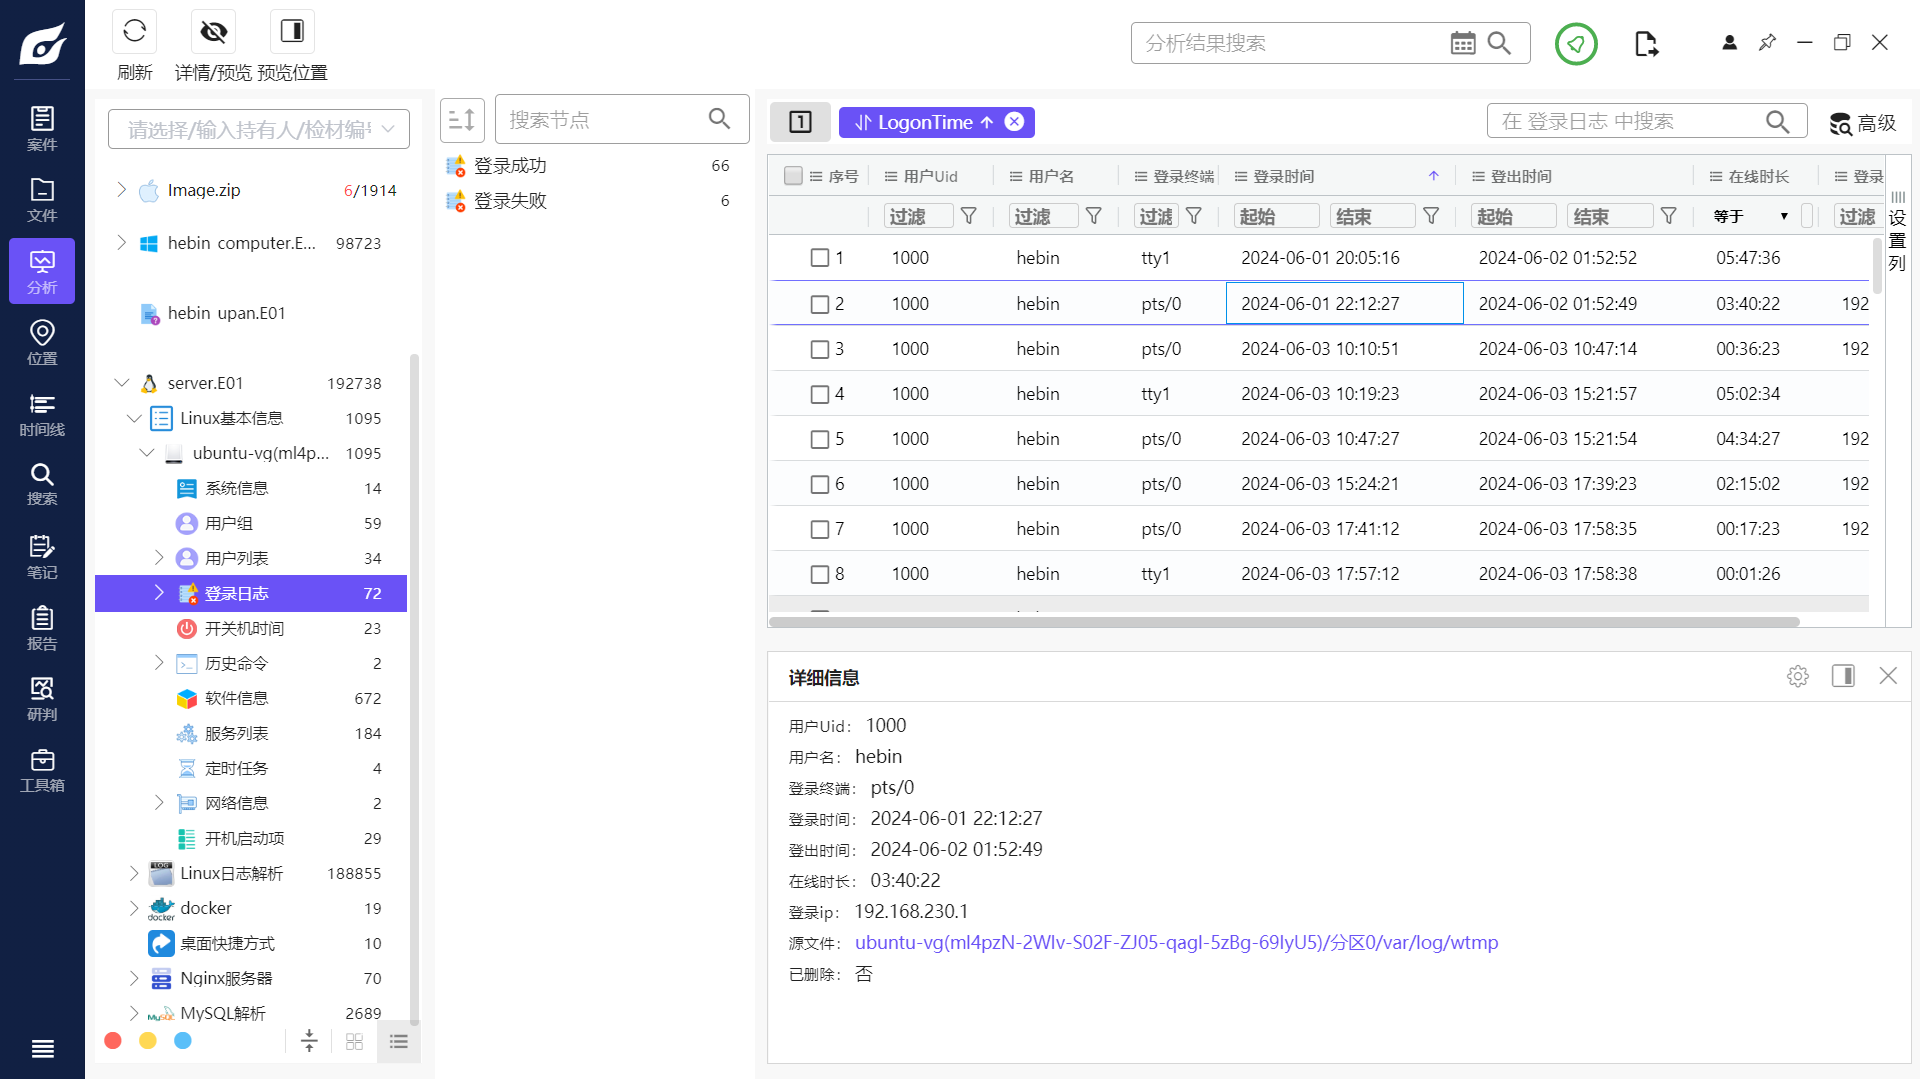 刷新
详情/预览
预览位置
分析结果搜索
案件
文件
分析
位置
时间线
搜索
笔记
报告
研判
工具箱
请选择/输入持有人/检材编号
Image.zip 6/1914
hebin computer.E... 98723
hebin upan.E01
server.E01 192738
Linux基本信息 1095
ubuntu-vg(ml4p... 1095
系统信息 14
用户组 59
用户列表 34
登录日志 72
开关机时间 23
历史命令 2
软件信息 672
服务列表 184
定时任务 4
网络信息 2
开机启动项 29
LOG Linux日志解析 188855
docker docker 19
桌面快捷方式 10
Nginx服务器 70
MySQL MySQL解析 2689
搜索节点
登录成功 66
登录失败 6
1 LogonTime
在 登录日志 中搜索
高级
序号 用户Uid 用户名 登录终端 登录时间 登出时间 在线时长 登录
过滤 过滤 过滤 起始 结束 起始 结束 等于 过滤
1 1000 hebin tty1 2024-06-01 20:05:16 2024-06-02 01:52:52 05:47:36
2 1000 hebin pts/0 2024-06-01 22:12:27 2024-06-02 01:52:49 03:40:22 192
3 1000 hebin pts/0 2024-06-03 10:10:51 2024-06-03 10:47:14 00:36:23 192
4 1000 hebin tty1 2024-06-03 10:19:23 2024-06-03 15:21:57 05:02:34
5 1000 hebin pts/0 2024-06-03 10:47:27 2024-06-03 15:21:54 04:34:27 192
6 1000 hebin pts/0 2024-06-03 15:24:21 2024-06-03 17:39:23 02:15:02 192
7 1000 hebin pts/0 2024-06-03 17:41:12 2024-06-03 17:58:35 00:17:23 192
8 1000 hebin tty1 2024-06-03 17:57:12 2024-06-03 17:58:38 00:01:26
设置列
详细信息
用户Uid： 1000
用户名： hebin
登录终端： pts/0
登录时间： 2024-06-01 22:12:27
登出时间： 2024-06-02 01:52:49
在线时长： 03:40:22
登录ip： 192.168.230.1
源文件： ubuntu-vg(ml4pzN-2Wlv-S02F-ZJ05-qagI-5zBg-69IyU5)/分区0/var/log/wtmp
已删除： 否